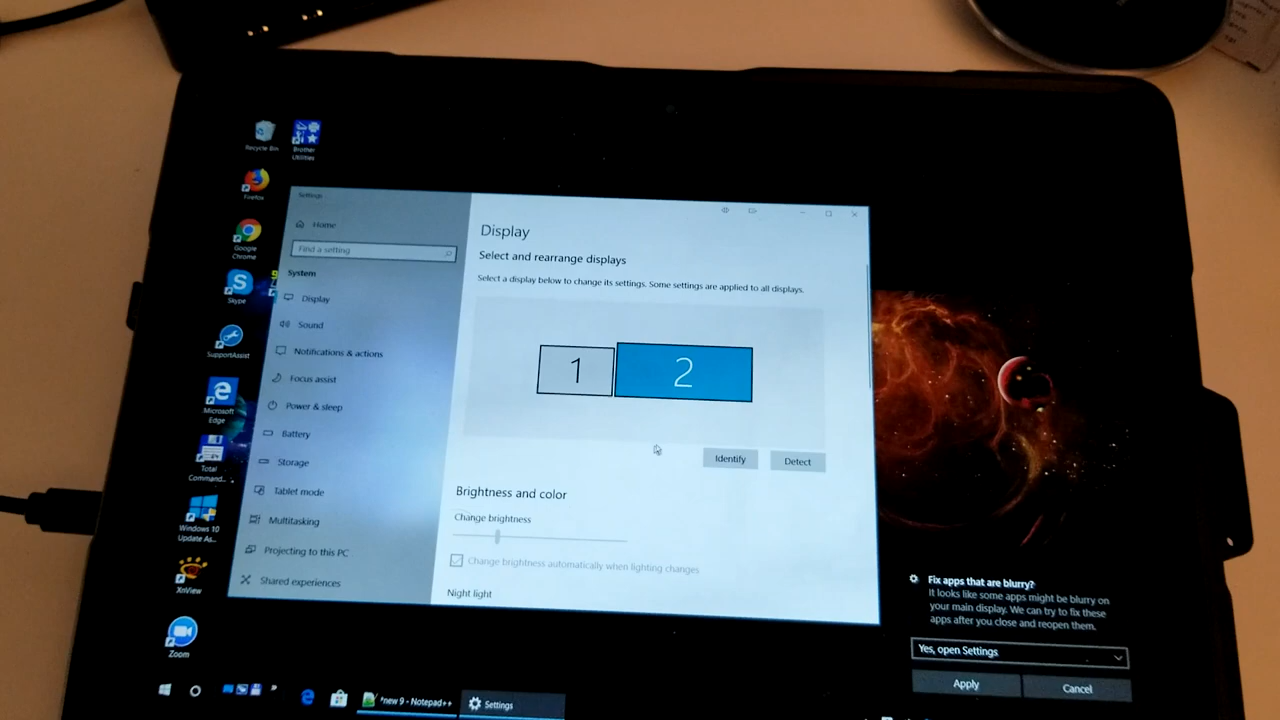 Recycle Bin
Brother
Utilities
Firefox
Google
Chrome
Skype
SupportAssist
Microsoft
Edge
Total
Command...
Windows 10
Update As...
XnView
Zoom
Settings
Home
Find a setting
System
Display
Sound
Notifications & actions
Focus assist
Power & sleep
Battery
Storage
Tablet mode
Multitasking
Projecting to this PC
Shared experiences
Display
Select and rearrange displays
Select a display below to change its settings. Some settings are applied to all displays.
1 2
Identify Detect
Brightness and color
Change brightness
Change brightness automatically when lighting changes
Night light
Fix apps that are blurry?
It looks like some apps might be blurry on
your main display. We can try to fix these
apps after you close and reopen them.
Yes, open Settings
Apply Cancel
*new 9 - Notepad++ Settings